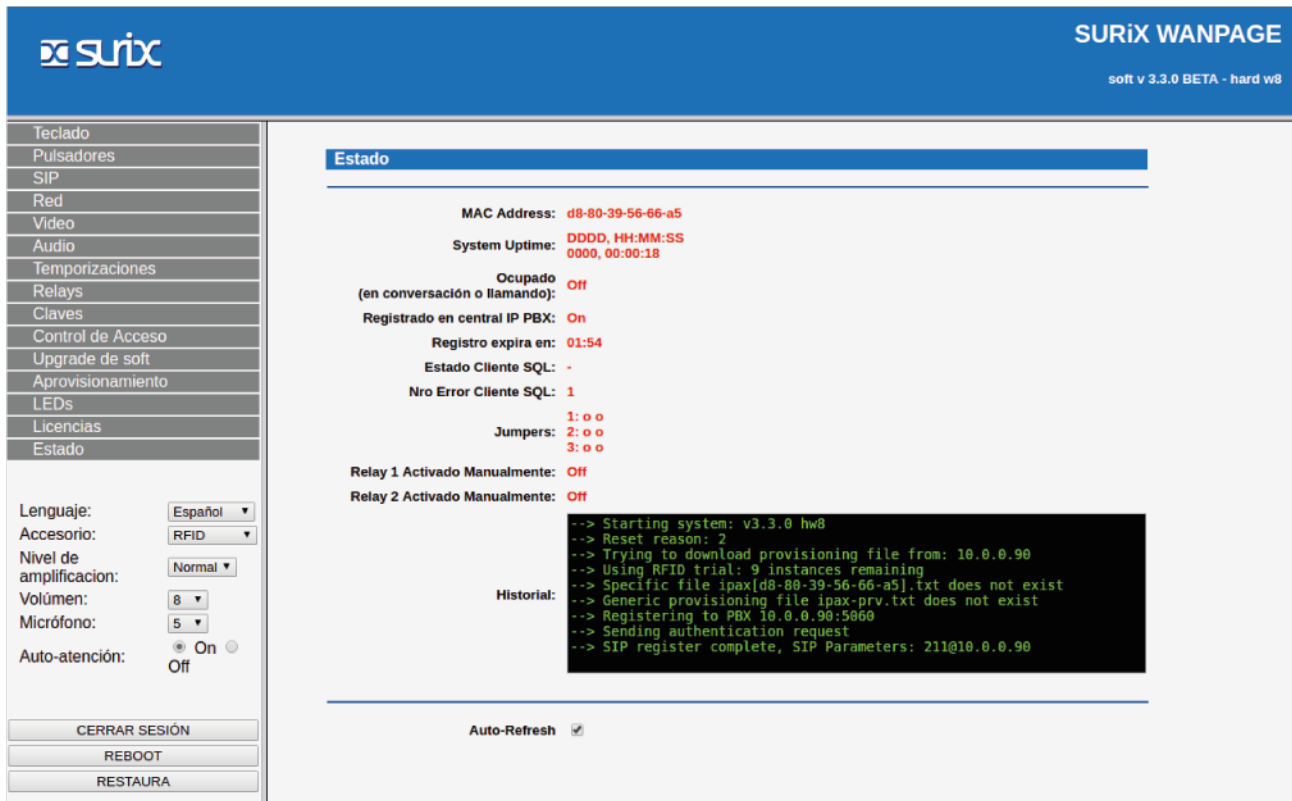 surix
SURiX WANPAGE
soft v 3.3.0 BETA - hard w8
Teclado
Pulsadores
SIP
Red
Video
Audio
Temporizaciones
Relays
Claves
Control de Acceso
Upgrade de soft
Aprovisionamiento
LEDs
Licencias
Estado
Lenguaje: Español
Accesorio: RFID
Nivel de
amplificacion: Normal
Volúmen: 8
Micrófono: 5
Auto-atención: On
Off
CERRAR SESIÓN
REBOOT
RESTAURA
Estado
MAC Address: d8-80-39-56-66-a5
System Uptime: DDDD, HH:MM:SS
0000, 00:00:18
Ocupado
(en conversación o llamando): Off
Registrado en central IP PBX: On
Registro expira en: 01:54
Estado Cliente SQL: -
Nro Error Cliente SQL: 1
Jumpers: 1: o o
2: o o
3: o o
Relay 1 Activado Manualmente: Off
Relay 2 Activado Manualmente: Off
Historial:
--> Starting system: v3.3.0 hw8
--> Reset reason: 2
--> Trying to download provisioning file from: 10.0.0.90
--> Using RFID trial: 9 instances remaining
--> Specific file ipax[d8-80-39-56-66-a5].txt does not exist
--> Generic provisioning file ipax-prv.txt does not exist
--> Registering to PBX 10.0.0.90:5060
--> Sending authentication request
--> SIP register complete, SIP Parameters: 211@10.0.0.90
Auto-Refresh